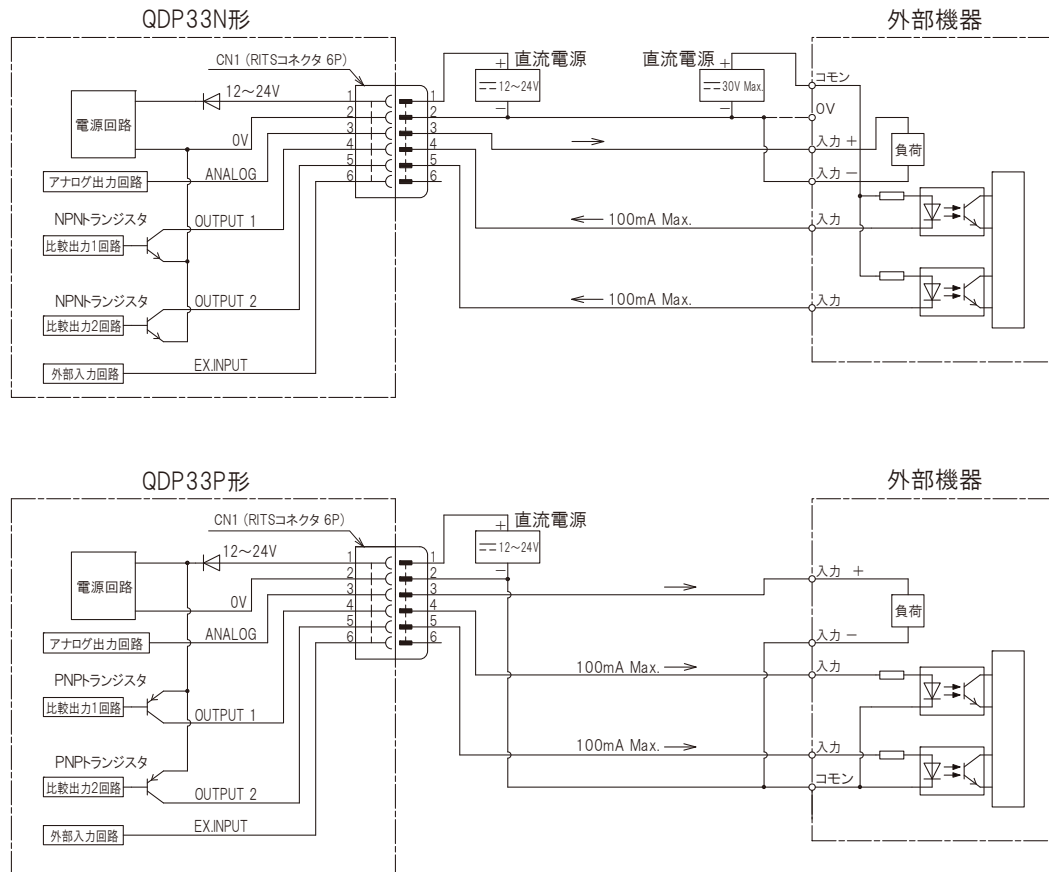 QDP33N形
外部機器
CN1 (RITSコネクタ 6P)
直流電源
直流電源
12~24V
+
12~24V
−
+
30V Max.
−
コモン
0V
入力 +
入力 −
負荷
電源回路
0V
アナログ出力回路
ANALOG
1
2
3
4
5
6
1
2
3
4
5
6
NPNトランジスタ
OUTPUT 1
比較出力1回路
100mA Max.
入力
NPNトランジスタ
OUTPUT 2
比較出力2回路
100mA Max.
入力
EX.INPUT
外部入力回路
QDP33P形
外部機器
CN1 (RITSコネクタ 6P)
直流電源
12~24V
+
12~24V
−
入力 +
入力 −
負荷
電源回路
0V
アナログ出力回路
ANALOG
1
2
3
4
5
6
1
2
3
4
5
6
PNPトランジスタ
比較出力1回路
OUTPUT 1
100mA Max.
入力
PNPトランジスタ
比較出力2回路
OUTPUT 2
100mA Max.
入力
コモン
EX.INPUT
外部入力回路